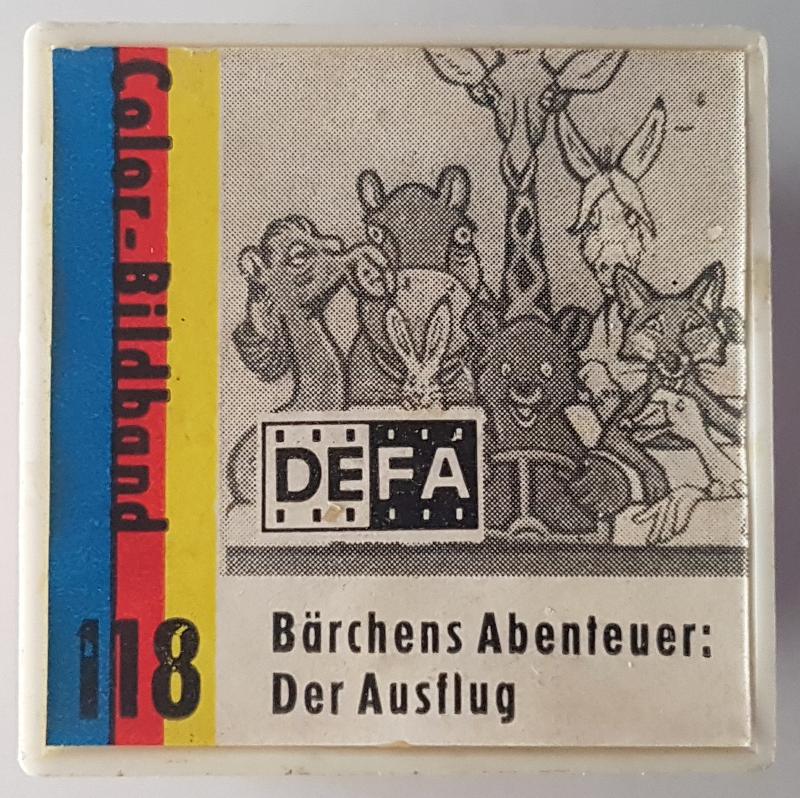 Color-Bildband
DEFA
118
Bärchens Abenteuer:
Der Ausflug